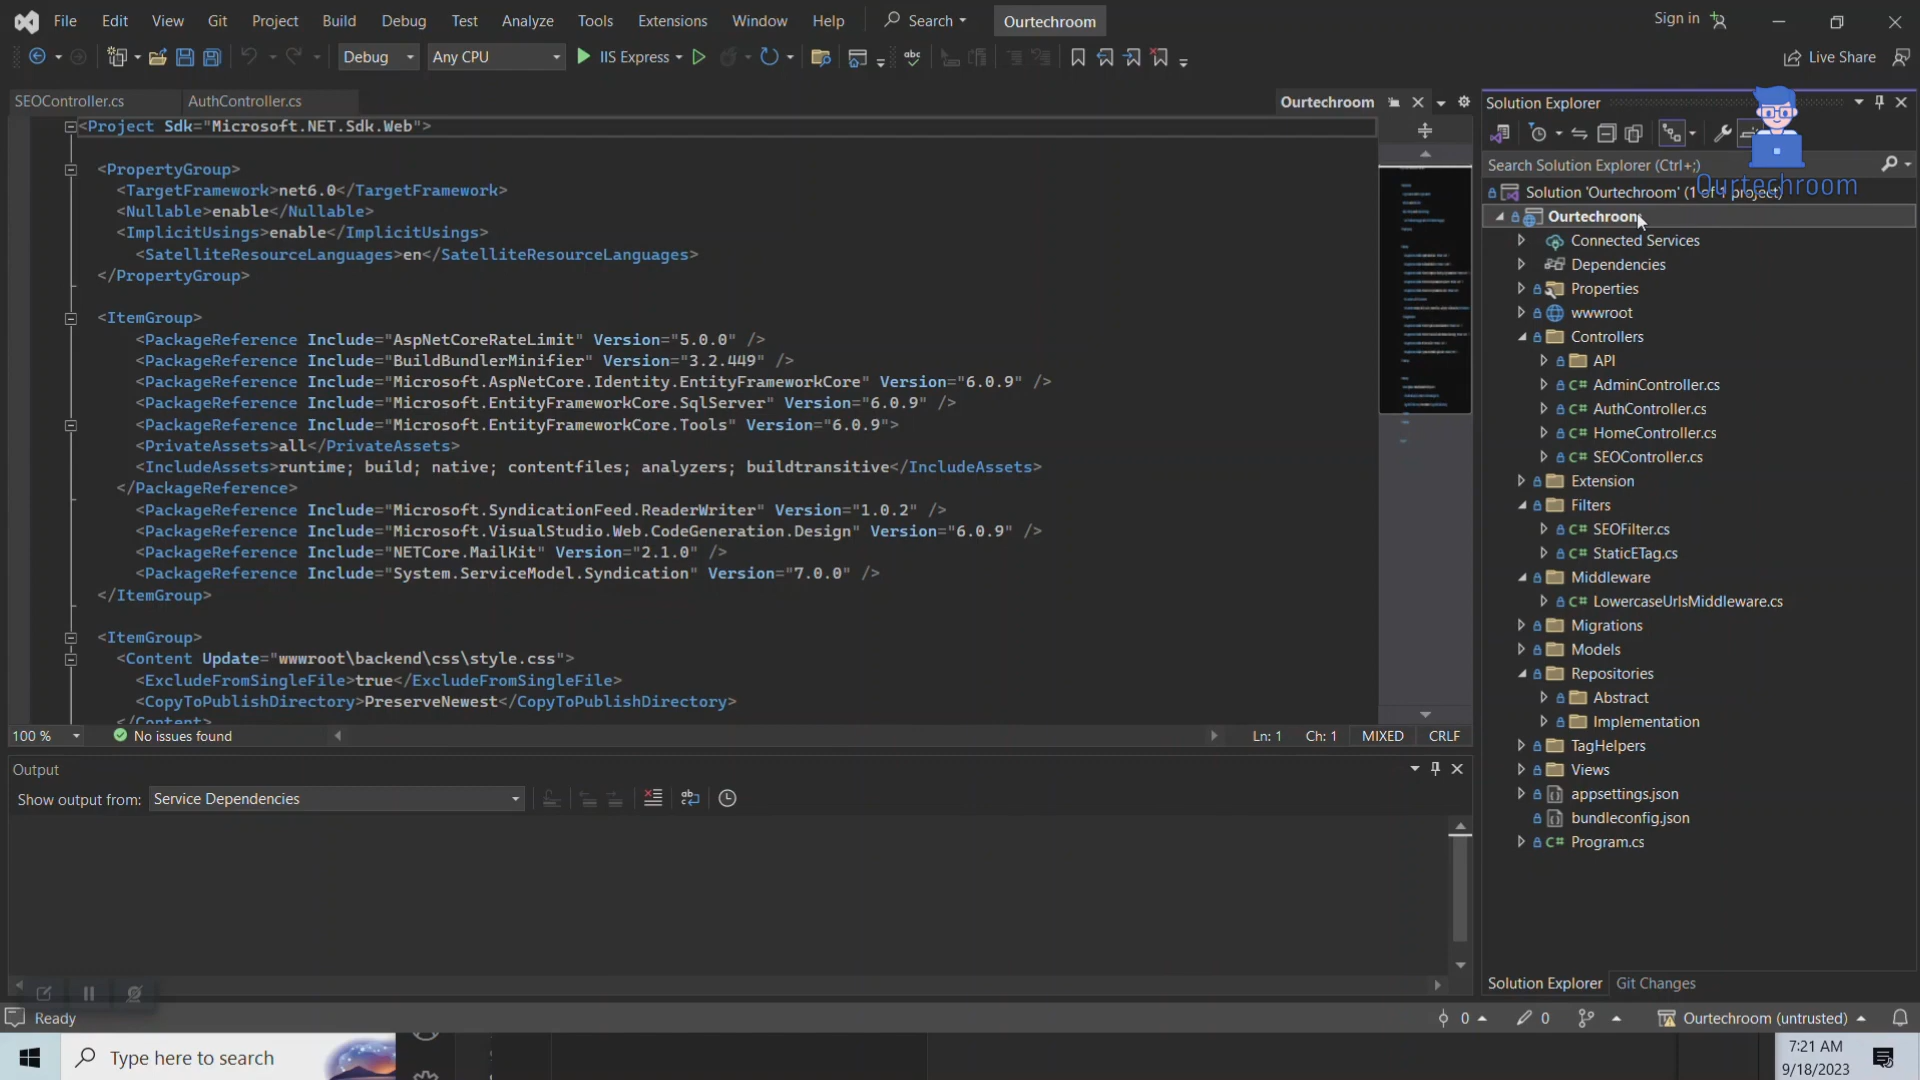 File Edit View Git Project Build Debug Test Analyze Tools Extensions Window Help Search Ourtechroom Sign in
Debug Any CPU IIS Express Live Share
SEOController.cs AuthController.cs Ourtechroom
<Project Sdk="Microsoft.NET.Sdk.Web">
<PropertyGroup>
<TargetFramework>net6.0</TargetFramework>
<Nullable>enable</Nullable>
<ImplicitUsings>enable</ImplicitUsings>
<SatelliteResourceLanguages>en</SatelliteResourceLanguages>
</PropertyGroup>
<ItemGroup>
<PackageReference Include="AspNetCoreRateLimit" Version="5.0.0" />
<PackageReference Include="BuildBundlerMinifier" Version="3.2.449" />
<PackageReference Include="Microsoft.AspNetCore.Identity.EntityFrameworkCore" Version="6.0.9" />
<PackageReference Include="Microsoft.EntityFrameworkCore.SqlServer" Version="6.0.9" />
<PackageReference Include="Microsoft.EntityFrameworkCore.Tools" Version="6.0.9">
<PrivateAssets>all</PrivateAssets>
<IncludeAssets>runtime; build; native; contentfiles; analyzers; buildtransitive</IncludeAssets>
</PackageReference>
<PackageReference Include="Microsoft.SyndicationFeed.ReaderWriter" Version="1.0.2" />
<PackageReference Include="Microsoft.VisualStudio.Web.CodeGeneration.Design" Version="6.0.9" />
<PackageReference Include="NETCore.MailKit" Version="2.1.0" />
<PackageReference Include="System.ServiceModel.Syndication" Version="7.0.0" />
</ItemGroup>
<ItemGroup>
<Content Update="wwwroot\backend\css\style.css">
<ExcludeFromSingleFile>true</ExcludeFromSingleFile>
<CopyToPublishDirectory>PreserveNewest</CopyToPublishDirectory>
</Content>
100 % No issues found Ln: 1 Ch: 1 MIXED CRLF
Output
Show output from: Service Dependencies
Solution Explorer
Search Solution Explorer (Ctrl+;)
Ourtechroom
Solution 'Ourtechroom' (1 of 1 project)
Ourtechroom
Connected Services
Dependencies
Properties
wwwroot
Controllers
API
C# AdminController.cs
C# AuthController.cs
C# HomeController.cs
C# SEOController.cs
Extension
Filters
C# SEOFilter.cs
C# StaticETag.cs
Middleware
C# LowercaseUrlsMiddleware.cs
Migrations
Models
Repositories
Abstract
Implementation
TagHelpers
Views
appsettings.json
bundleconfig.json
C# Program.cs
Solution Explorer Git Changes
Ready 0 0 Ourtechroom (untrusted)
Type here to search
7:21 AM
9/18/2023